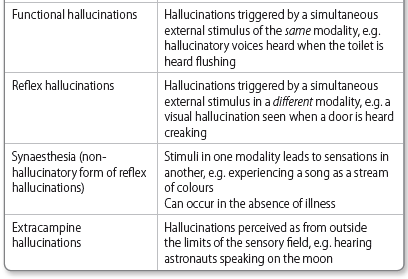 Functional hallucinations
Hallucinations triggered by a simultaneous
external stimulus of the same modality, e.g.
hallucinatory voices heard when the toilet is
heard flushing
Reflex hallucinations
Hallucinations triggered by a simultaneous
external stimulus in a different modality, e.g. a
visual hallucination seen when a door is heard
creaking
Synaesthesia (non-
hallucinatory form of reflex
hallucinations)
Stimuli in one modality leads to sensations in
another, e.g. experiencing a song as a stream
of colours
Can occur in the absence of illness
Extracampine
hallucinations
Hallucinations perceived as from outside
the limits of the sensory field, e.g. hearing
astronauts speaking on the moon